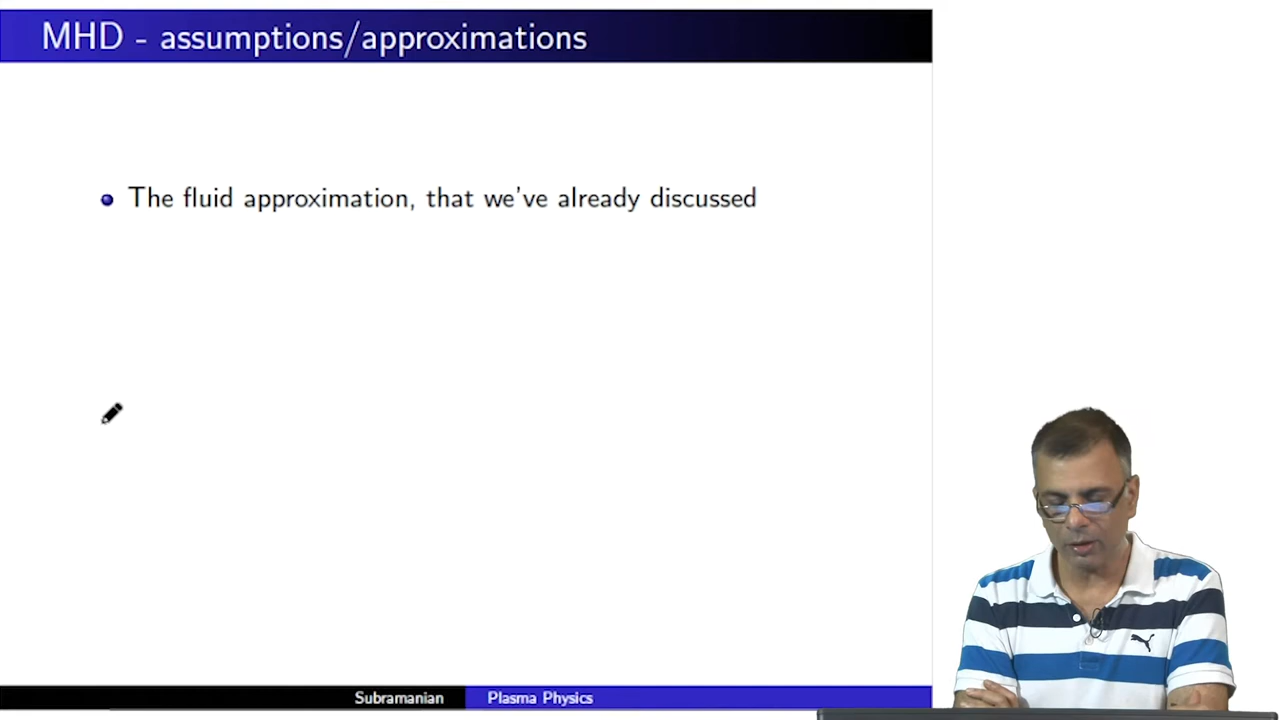 MHD - assumptions/approximations
The fluid approximation, that we've already discussed
Subramanian Plasma Physics